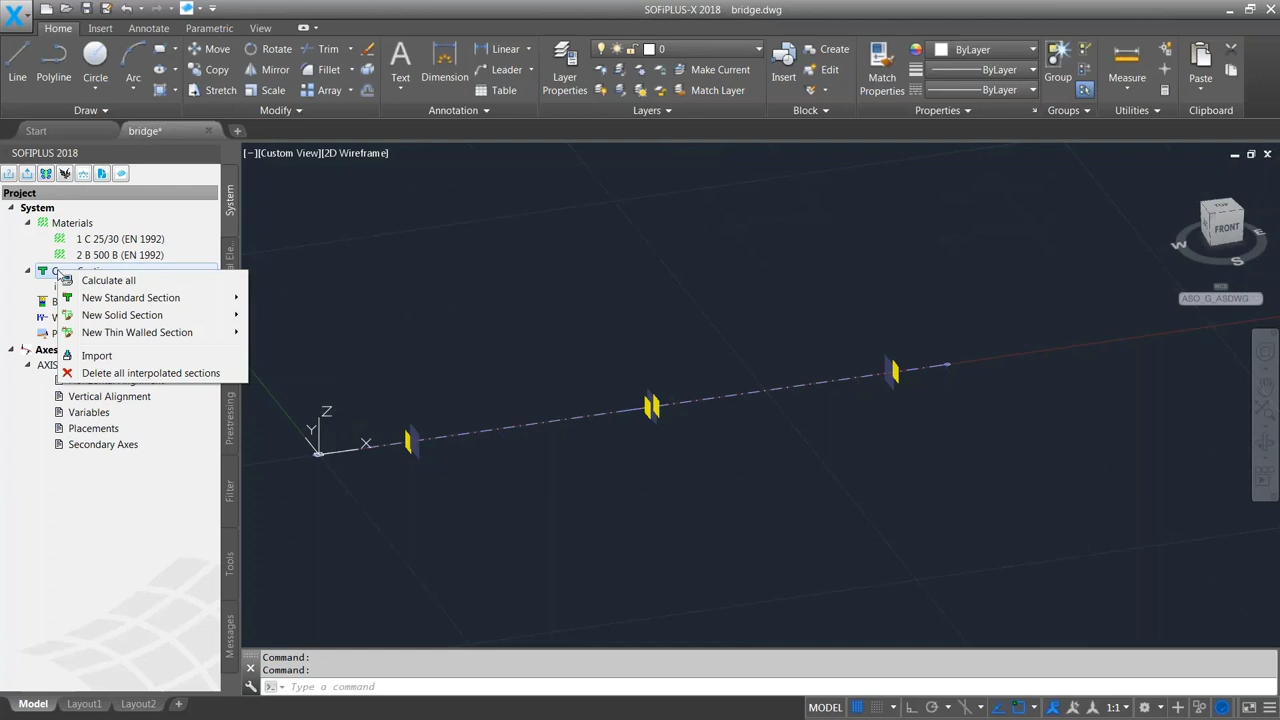 SOFiPLUS-X 2018 bridge.dwg
Home Insert Annotate Parametric View
Line Polyline Circle Arc
Move Rotate Trim
Copy Mirror Fillet
Stretch Scale Array
Text Dimension
Linear
Leader
Table
Layer Properties
0
Make Current
Match Layer
Insert
Create
Edit
Match Properties
ByLayer
ByLayer
ByLayer
Group
Measure
Paste
Draw Modify Annotation Layers Block Properties Groups Utilities Clipboard
Start bridge*
SOFIPLUS 2018
[−][Custom View][2D Wireframe]
Project
System
Materials
1 C 25/30 (EN 1992)
2 B 500 B (EN 1992)
Calculate all
New Standard Section
New Solid Section
New Thin Walled Section
Import
Delete all interpolated sections
Axes
AXIS
Vertical Alignment
Variables
Placements
Secondary Axes
System
Prestressing
Filter
Tools
Messages
TOP
FRONT
W
S
WCS
ASO_G_ASDWG
Z
Y
X
Command:
Command:
Type a command
Model Layout1 Layout2
MODEL 1:1